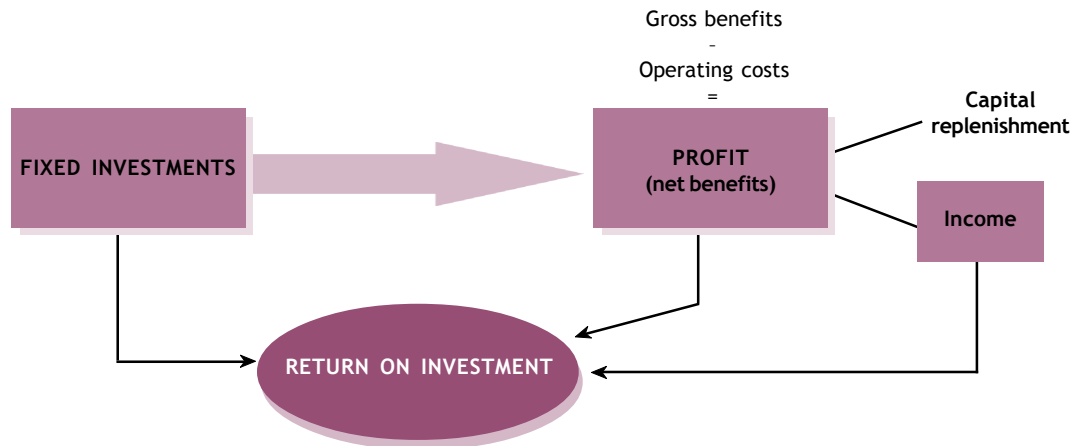 Gross benefits
-
Operating costs
=
FIXED INVESTMENTS
PROFIT
(net benefits)
Capital
replenishment
Income
RETURN ON INVESTMENT